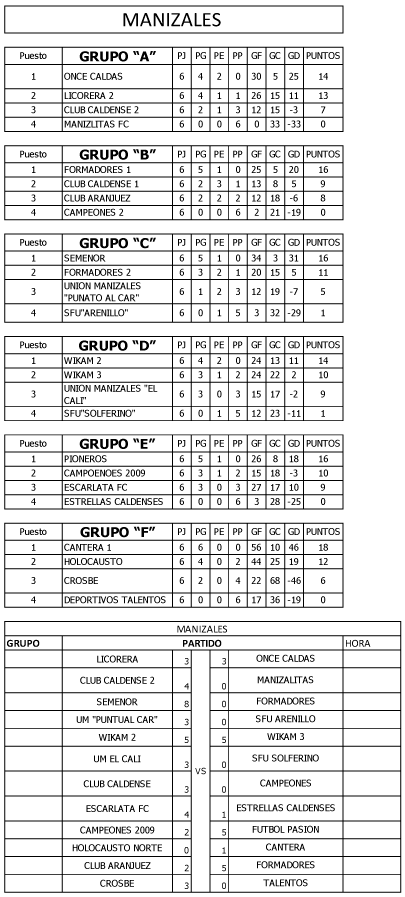 MANIZALES
Puesto GRUPO "A" PJ PG PE PP GF GC GD PUNTOS
1 ONCE CALDAS 6 4 2 0 30 5 25 14
2 LICORERA 2 6 4 1 1 26 15 11 13
3 CLUB CALDENSE 2 6 2 1 3 12 15 -3 7
4 MANIZLITAS FC 6 0 0 6 0 33 -33 0
Puesto GRUPO "B" PJ PG PE PP GF GC GD PUNTOS
1 FORMADORES 1 6 5 1 0 25 5 20 16
2 CLUB CALDENSE 1 6 2 3 1 13 8 5 9
3 CLUB ARANJUEZ 6 2 2 2 12 18 -6 8
4 CAMPEONES 2 6 0 0 6 2 21 -19 0
Puesto GRUPO "C" PJ PG PE PP GF GC GD PUNTOS
1 SEMENOR 6 5 1 0 34 3 31 16
2 FORMADORES 2 6 3 2 1 20 15 5 11
3 UNION MANIZALES "PUNATO AL CAR" 6 1 2 3 12 19 -7 5
4 SFU"ARENILLO" 6 0 1 5 3 32 -29 1
Puesto GRUPO "D" PJ PG PE PP GF GC GD PUNTOS
1 WIKAM 2 6 4 2 0 24 13 11 14
2 WIKAM 3 6 3 1 2 24 22 2 10
3 UNION MANIZALES "EL CALI" 6 3 0 3 15 17 -2 9
4 SFU"SOLFERINO" 6 0 1 5 12 23 -11 1
Puesto GRUPO "E" PJ PG PE PP GF GC GD PUNTOS
1 PIONEROS 6 5 1 0 26 8 18 16
2 CAMPOENOES 2009 6 3 1 2 15 18 -3 10
3 ESCARLATA FC 6 3 0 3 27 17 10 9
4 ESTRELLAS CALDENSES 6 0 0 6 3 28 -25 0
Puesto GRUPO "F" PJ PG PE PP GF GC GD PUNTOS
1 CANTERA 1 6 6 0 0 56 10 46 18
2 HOLOCAUSTO 6 4 0 2 44 25 19 12
3 CROSBE 6 2 0 4 22 68 -46 6
4 DEPORTIVOS TALENTOS 6 0 0 6 17 36 -19 0
MANIZALES
GRUPO PARTIDO HORA
LICORERA 3 3 ONCE CALDAS
CLUB CALDENSE 2 4 0 MANIZALITAS
SEMENOR 8 0 FORMADORES
UM "PUNTUAL CAR" 3 0 SFU ARENILLO
WIKAM 2 5 5 WIKAM 3
UM EL CALI 3 0 SFU SOLFERINO
VS
CLUB CALDENSE 3 0 CAMPEONES
ESCARLATA FC 4 1 ESTRELLAS CALDENSES
CAMPEONES 2009 2 5 FUTBOL PASION
HOLOCAUSTO NORTE 0 1 CANTERA
CLUB ARANJUEZ 2 5 FORMADORES
CROSBE 3 0 TALENTOS